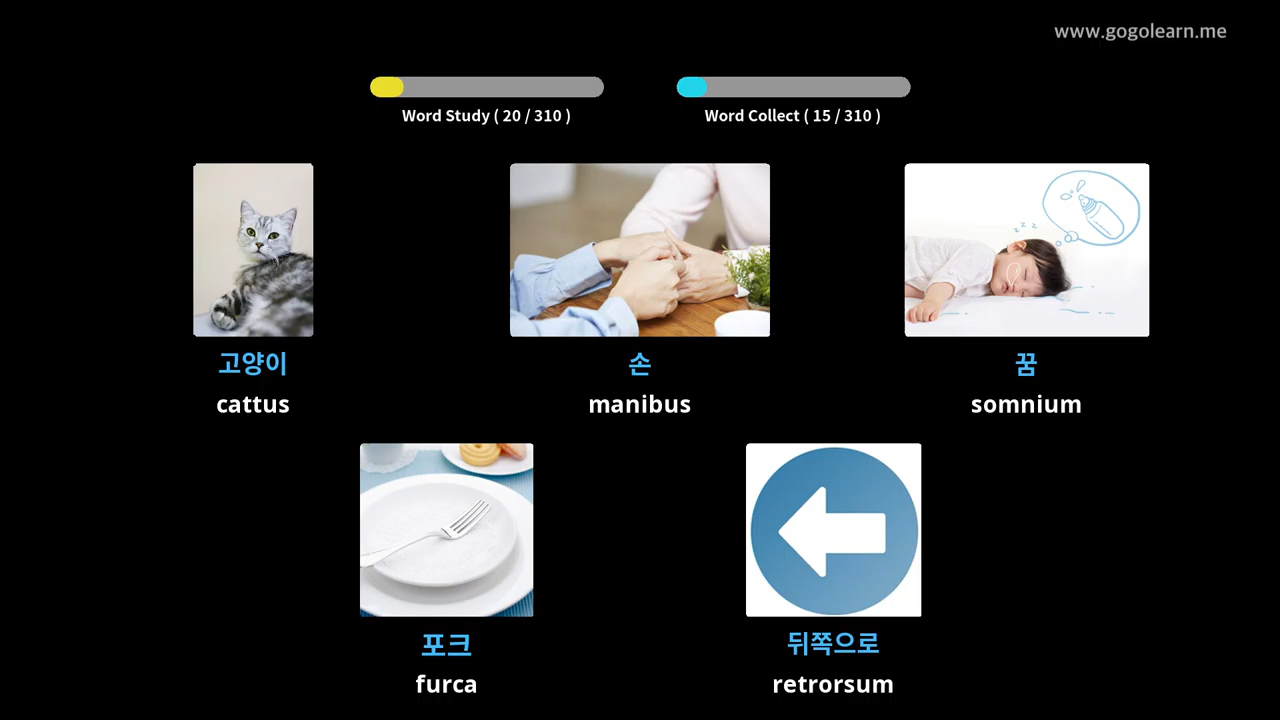 www.gogolearn.me
Word Study ( 20 / 310 )
Word Collect ( 15 / 310 )
고양이
손
꿈
cattus
manibus
somnium
포크
뒤쪽으로
furca
retrorsum